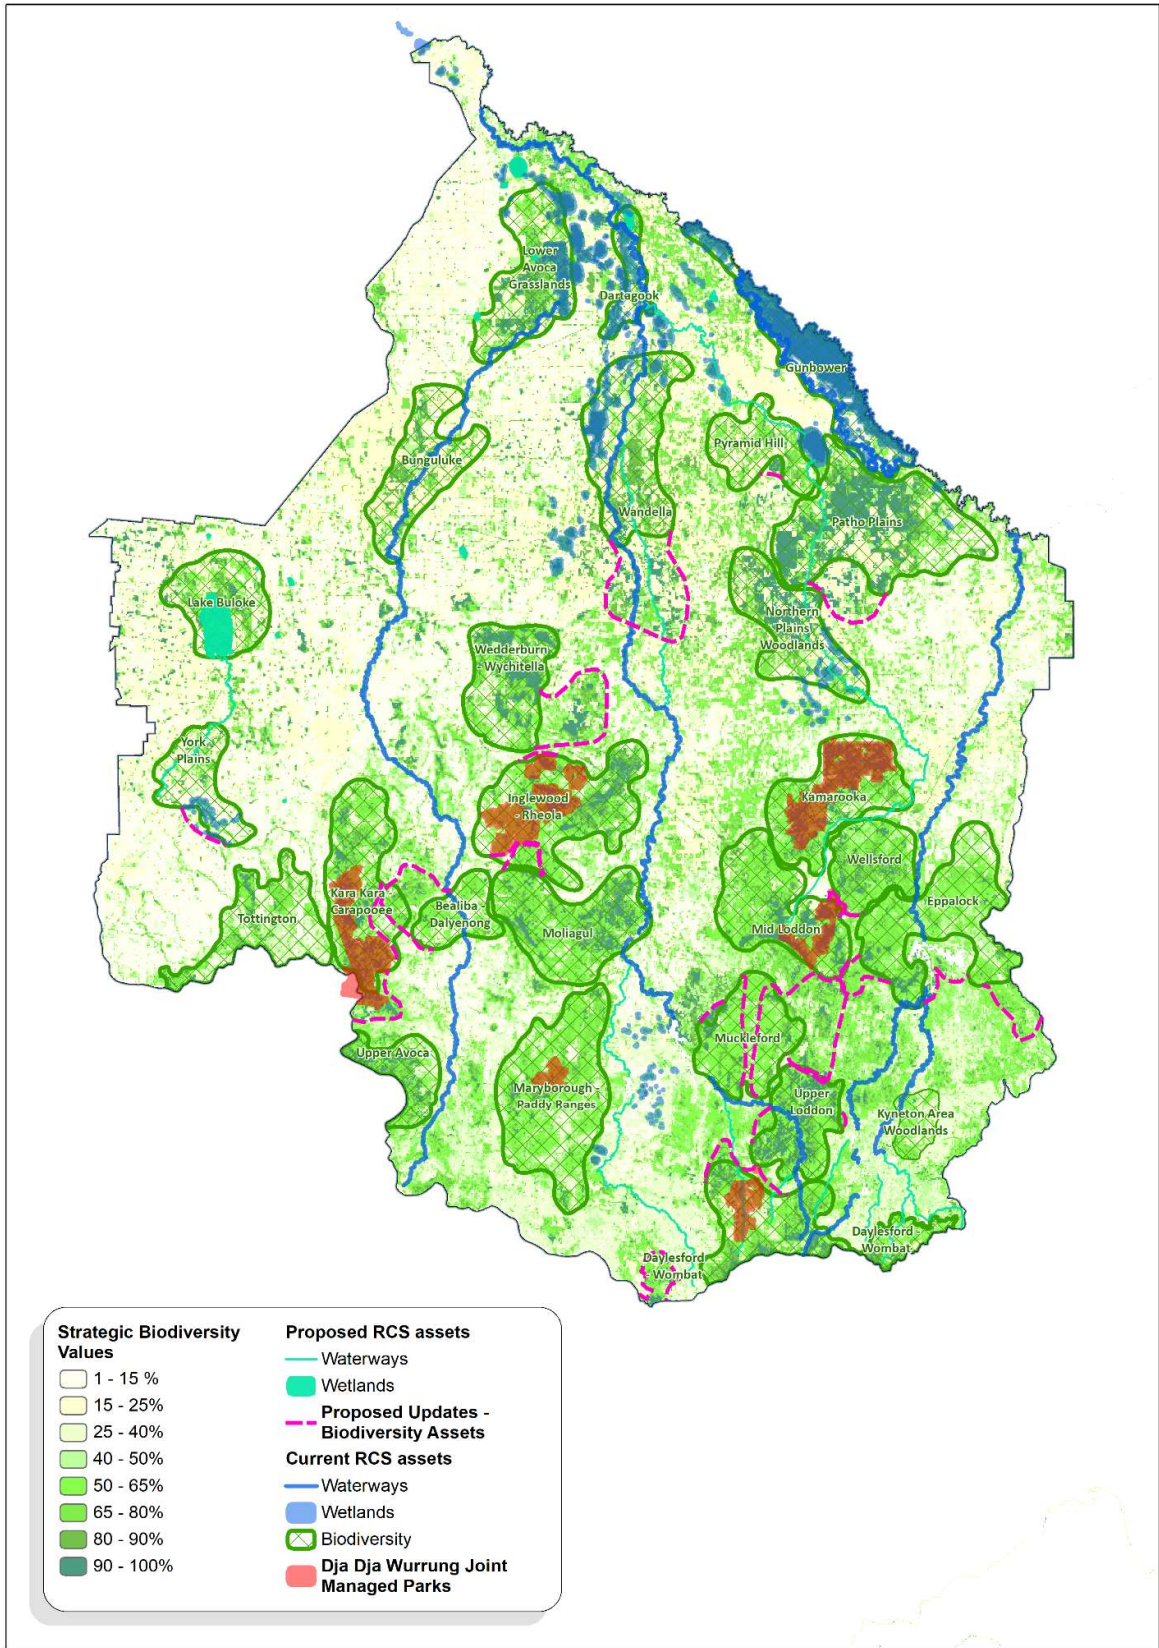 Lower
Avoca
Grasslands
Dartagook
Gunbower
Pyramid Hill
Bunguluke
Wandella
Patho Plains
Lake Buloke
Northern
Plains
Woodlands
Wedderburn
- Wychitella
York
Plains
Inglewood
- Rheola
Kamarooka
Wellsford
Kara Kara -
Carapooee
Bealiba -
Dalyenong
Eppalock
Tottington
Moliagul
Mid Loddon
Muckleford
Upper Avoca
Maryborough -
Paddy Ranges
Upper
Loddon
Kyneton Area
Woodlands
Daylesford -
Wombat
Daylesford
- Wombat
Strategic Biodiversity
Values
1 - 15 %
15 - 25%
25 - 40%
40 - 50%
50 - 65%
65 - 80%
80 - 90%
90 - 100%
Proposed RCS assets
Waterways
Wetlands
Proposed Updates -
Biodiversity Assets
Current RCS assets
Waterways
Wetlands
Biodiversity
Dja Dja Wurrung Joint
Managed Parks